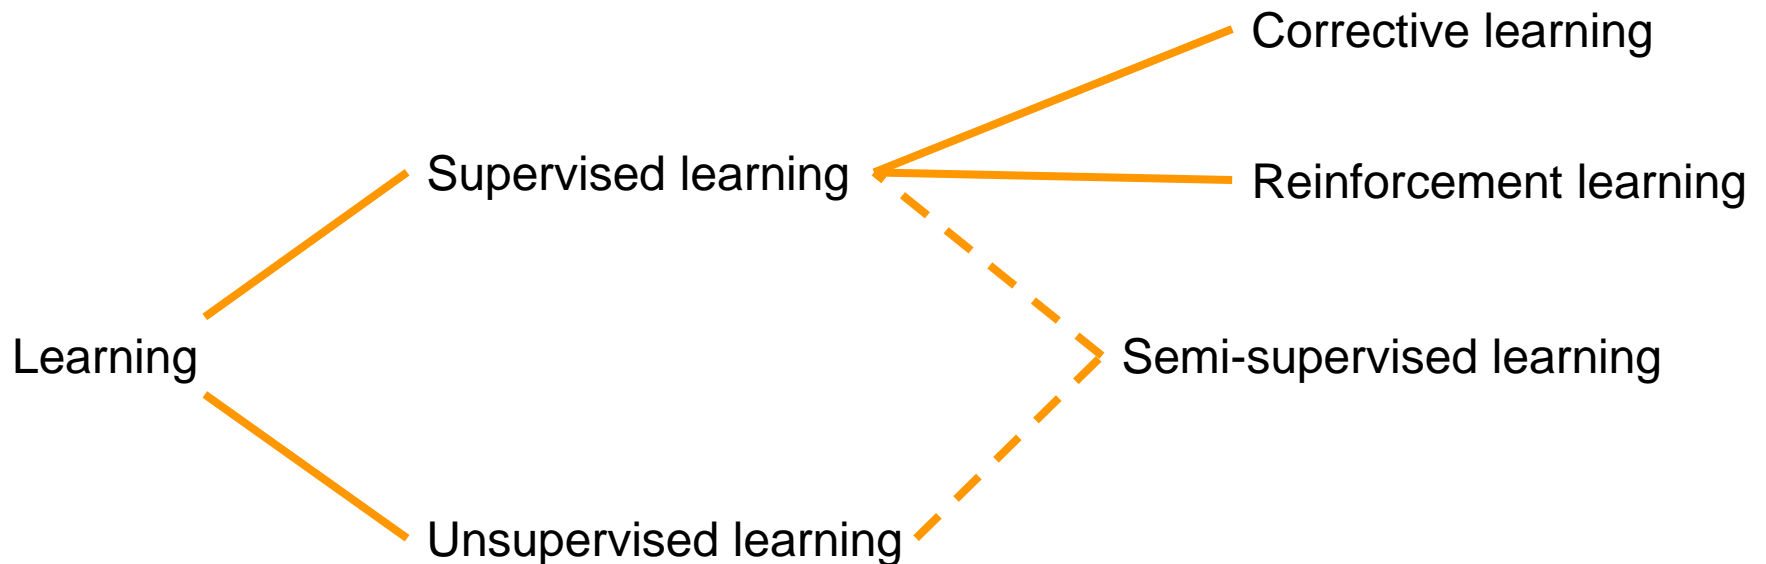 Corrective learning
Supervised learning
Reinforcement learning
Learning
Semi-supervised learning
Unsupervised learning